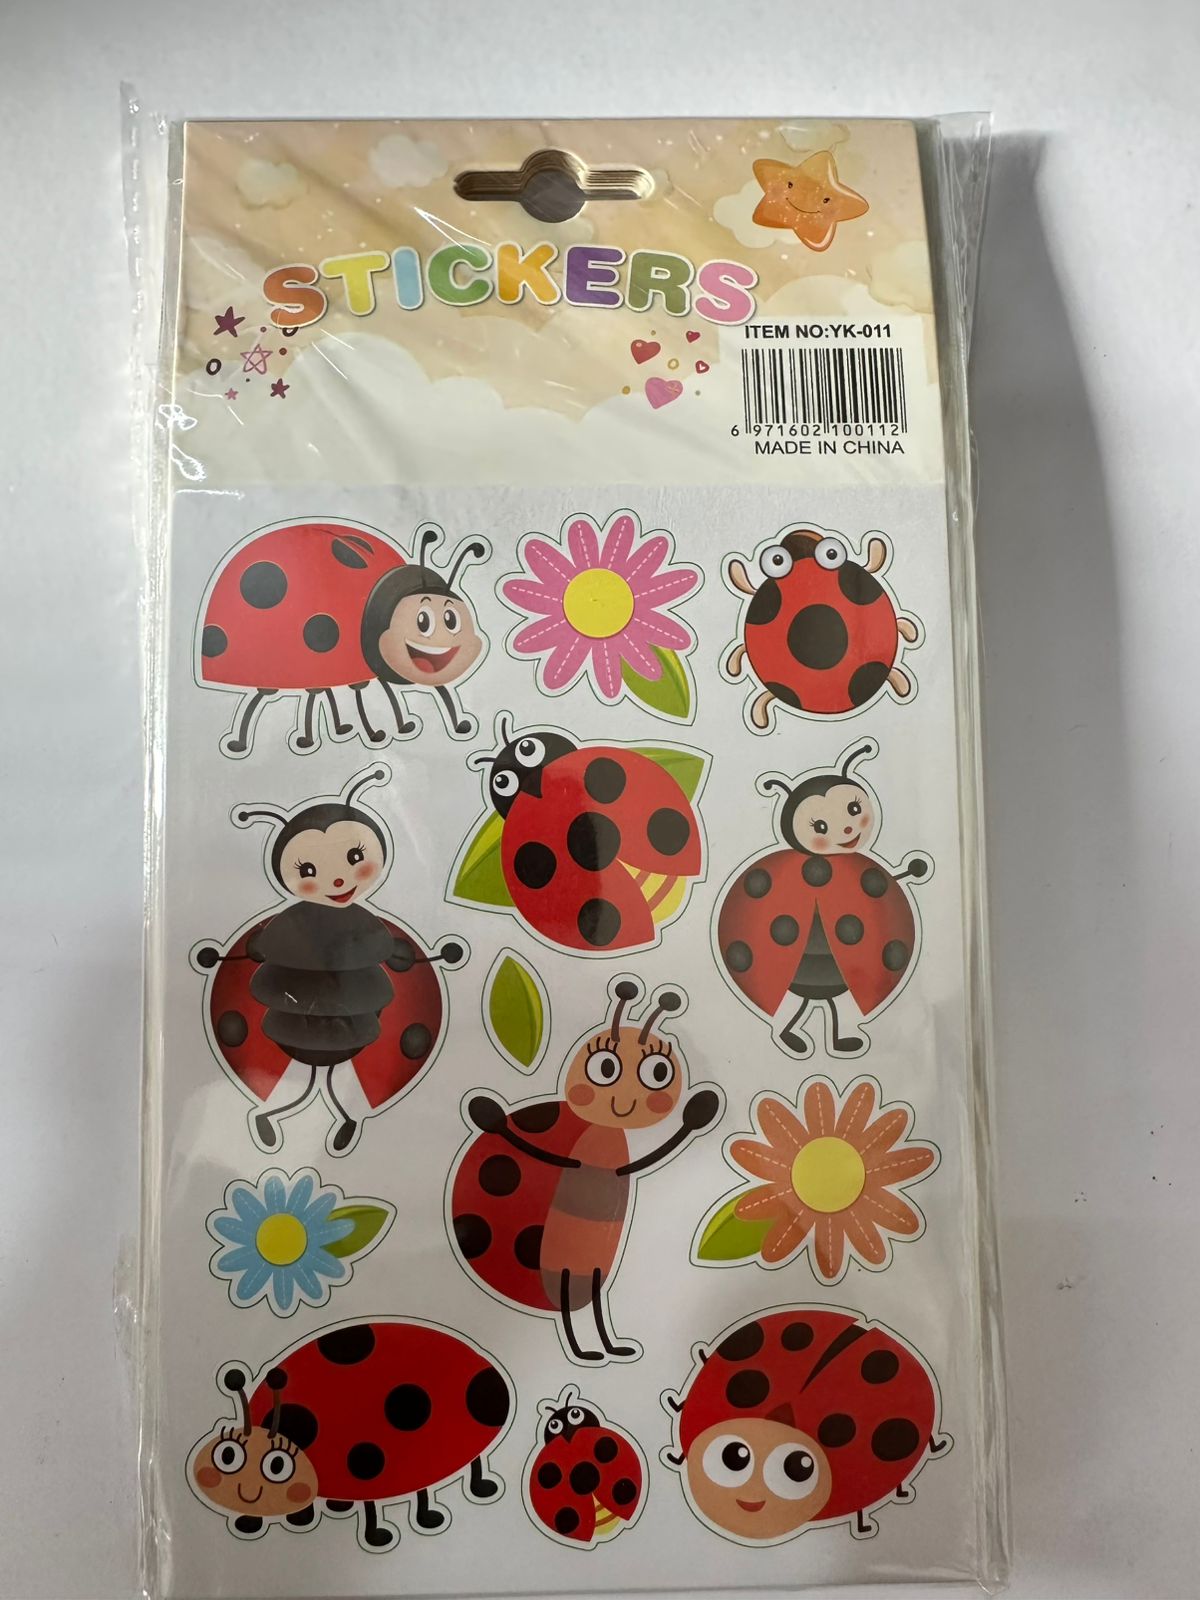 STICKERS
ITEM NO:YK-011
6 971602 100112
MADE IN CHINA